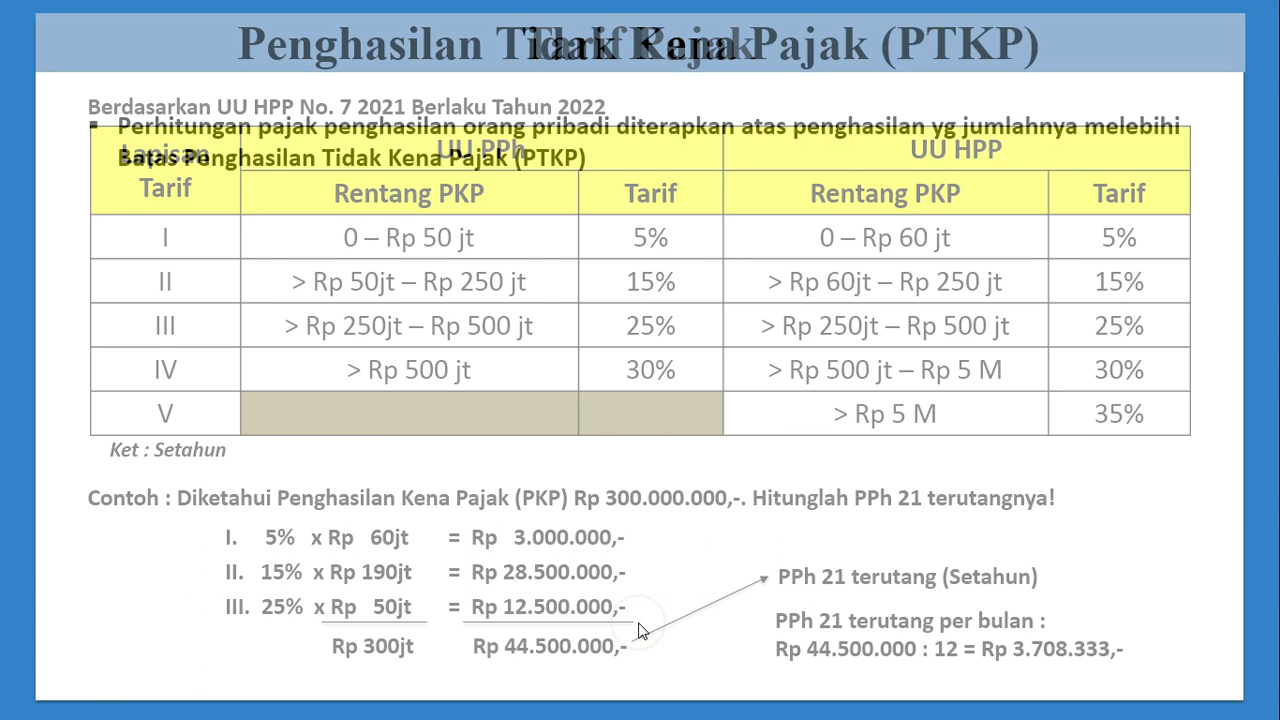 Penghasilan Tidak Kena Pajak (PTKP)
Tarif Pajak
Berdasarkan UU HPP No. 7 2021 Berlaku Tahun 2022
▪ Perhitungan pajak penghasilan orang pribadi diterapkan atas penghasilan yg jumlahnya melebihi
Batas Penghasilan Tidak Kena Pajak (PTKP)
Lapisan Tarif UU PPh UU HPP
Rentang PKP Tarif Rentang PKP Tarif
I 0 – Rp 50 jt 5% 0 – Rp 60 jt 5%
II > Rp 50jt – Rp 250 jt 15% > Rp 60jt – Rp 250 jt 15%
III > Rp 250jt – Rp 500 jt 25% > Rp 250jt – Rp 500 jt 25%
IV > Rp 500 jt 30% > Rp 500 jt – Rp 5 M 30%
V > Rp 5 M 35%
Ket : Setahun
Contoh : Diketahui Penghasilan Kena Pajak (PKP) Rp 300.000.000,-. Hitunglah PPh 21 terutangnya!
I. 5% x Rp 60jt = Rp 3.000.000,-
II. 15% x Rp 190jt = Rp 28.500.000,-
III. 25% x Rp 50jt = Rp 12.500.000,-
Rp 300jt Rp 44.500.000,-
PPh 21 terutang (Setahun)
PPh 21 terutang per bulan :
Rp 44.500.000 : 12 = Rp 3.708.333,-